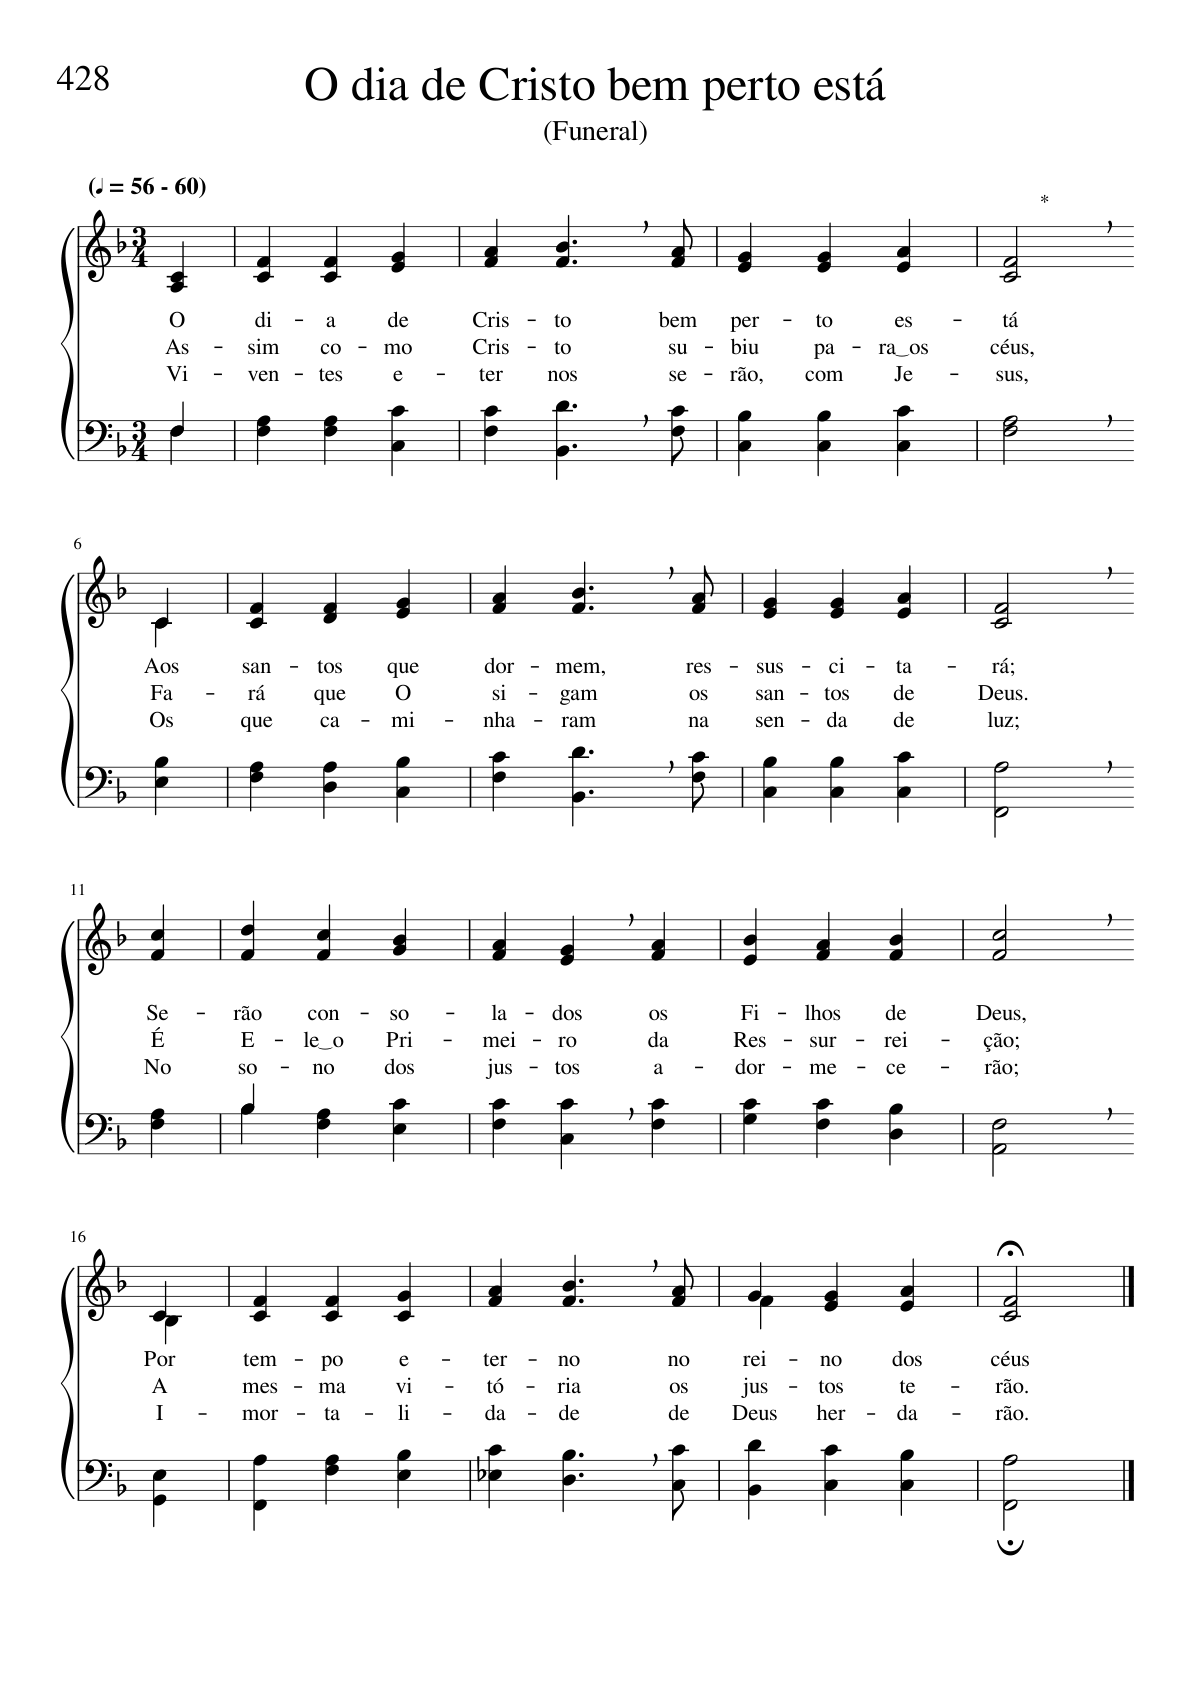 428
O dia de Cristo bem perto está
(Funeral)
(♩ = 56 - 60)
*
O di - a de Cris - to bem per - to es - tá
As - sim co - mo Cris - to su - biu pa - ra‿os céus,
Vi - ven - tes e - ter nos se - rão, com Je - sus,
6
Aos san - tos que dor - mem, res - sus - ci - ta - rá;
Fa - rá que O si - gam os san - tos de Deus.
Os que ca - mi - nha - ram na sen - da de luz;
11
Se - rão con - so - la - dos os Fi - lhos de Deus,
É E - le‿o Pri - mei - ro da Res - sur - rei - ção;
No so - no dos jus - tos a - dor - me - ce - rão;
16
Por tem - po e - ter - no no rei - no dos céus
A mes - ma vi - tó - ria os jus - tos te - rão.
I - mor - ta - li - da - de de Deus her - da - rão.